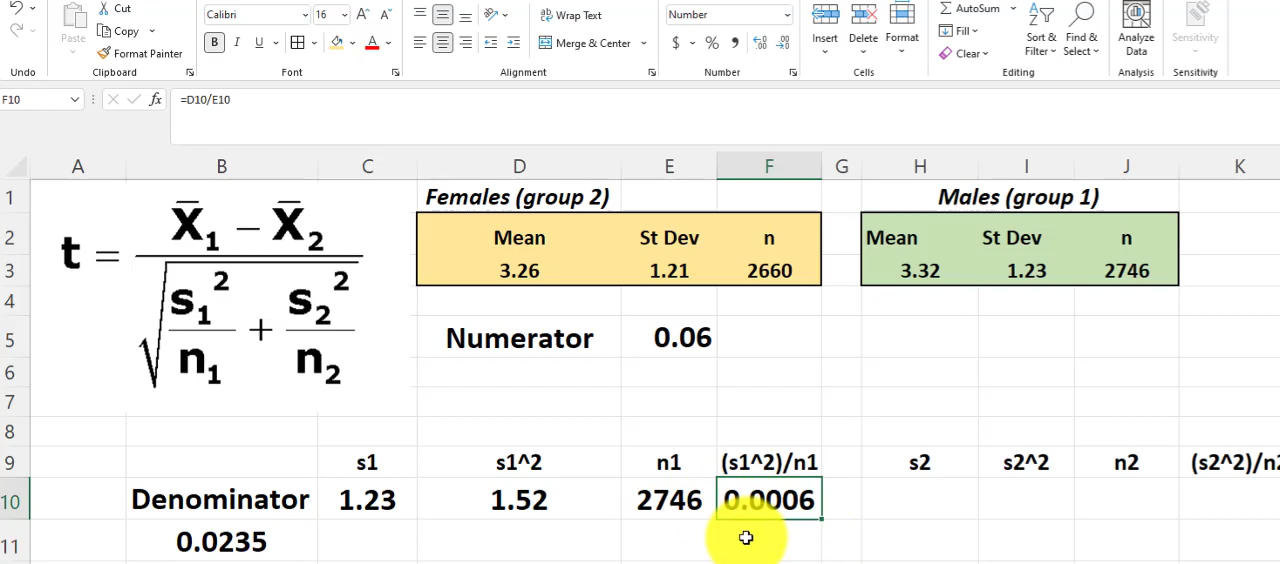 Cut
Calibri 16 A A
Wrap Text
Number
AutoSum
Paste
Copy
Fill
Insert Delete Format
Sort & Filter
Find & Select
Analyze Data
Sensitivity
Format Painter
B I U A
Merge & Center
$ % , .00
Clear
Undo Clipboard Font Alignment Number Cells Editing Analysis Sensitivity
F10 fx =D10/E10
A B C D E F G H I J K
1 Females (group 2) Males (group 1)
2 Mean St Dev n Mean St Dev n
3 3.26 1.21 2660 3.32 1.23 2746
t = X̄₁ − X̄₂
s₁² + s₂²
n₁ n₂
4
5 Numerator 0.06
6
7
8
9 s1 s1^2 n1 (s1^2)/n1 s2 s2^2 n2 (s2^2)/n2
10 Denominator 1.23 1.52 2746 0.0006
11 0.0235